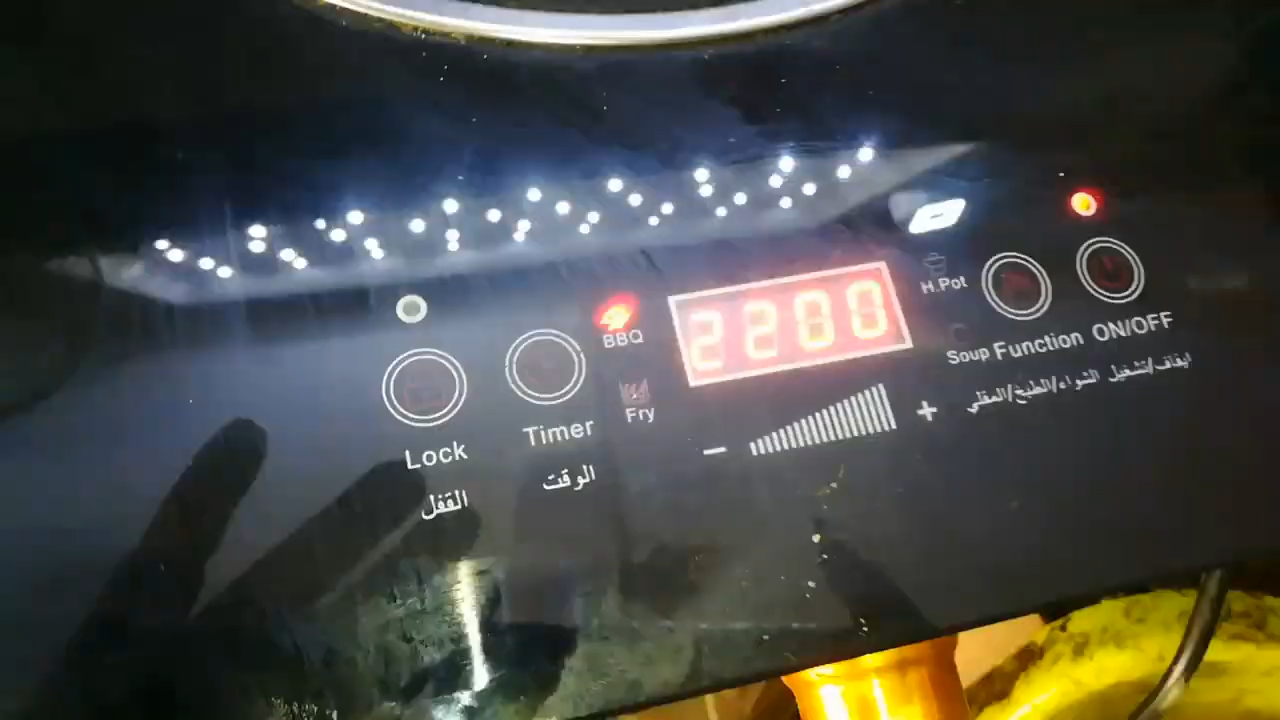 BBQ
2200
H.Pot
Lock
Timer
Fry
Soup
Function
ON/OFF
القفل
الوقت
− +
ايقاف/تشغيل الشواء/الطبخ/المقلي